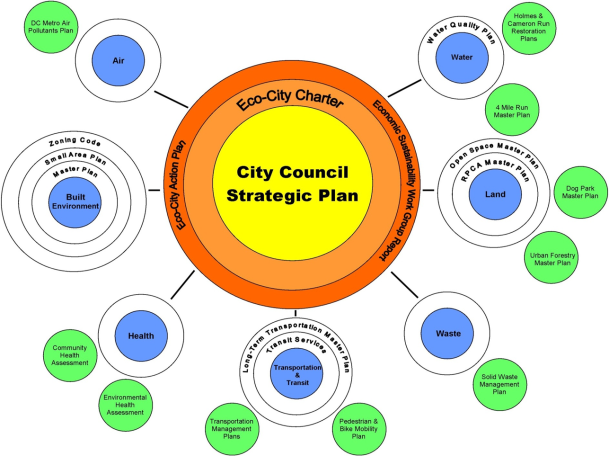 DC Metro Air
Pollutants Plan
Air
Water Quality Plan
Water
Holmes &
Cameron Run
Restoration
Plans
4 Mile Run
Master Plan
Eco-City Charter
Eco-City Action Plan
Economic Sustainability Work Group Report
City Council
Strategic Plan
Zoning Code
Small Area Plan
Master Plan
Built
Environment
Open Space Master Plan
RPCA Master Plan
Land
Dog Park
Master Plan
Urban Forestry
Master Plan
Health
Community
Health
Assessment
Environmental
Health
Assessment
Long-Term Transportation Master Plan
Transit Services
Transportation
&
Transit
Transportation
Management
Plans
Pedestrian &
Bike Mobility
Plan
Waste
Solid Waste
Management
Plan